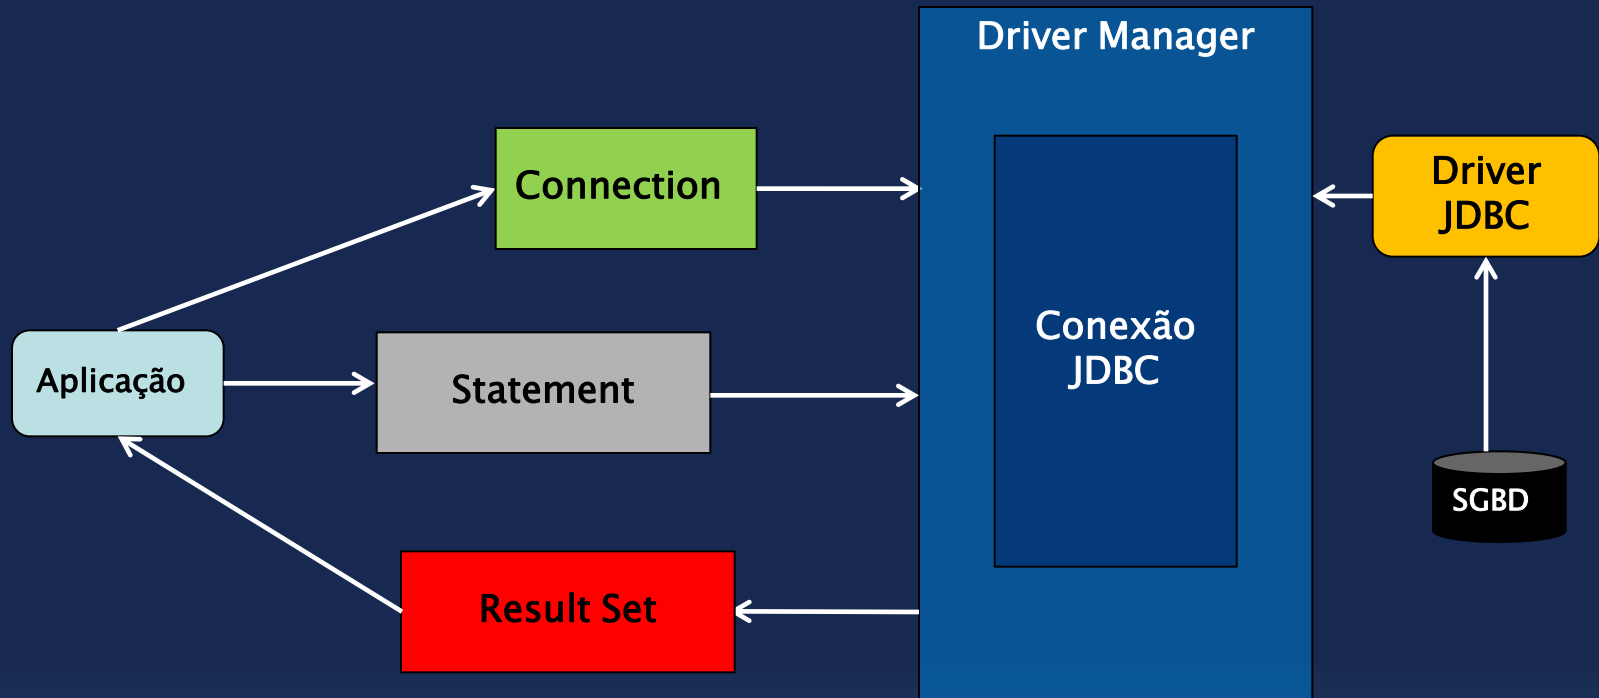 Driver Manager
Connection
Driver
JDBC
Conexão
JDBC
Aplicação
Statement
SGBD
Result Set